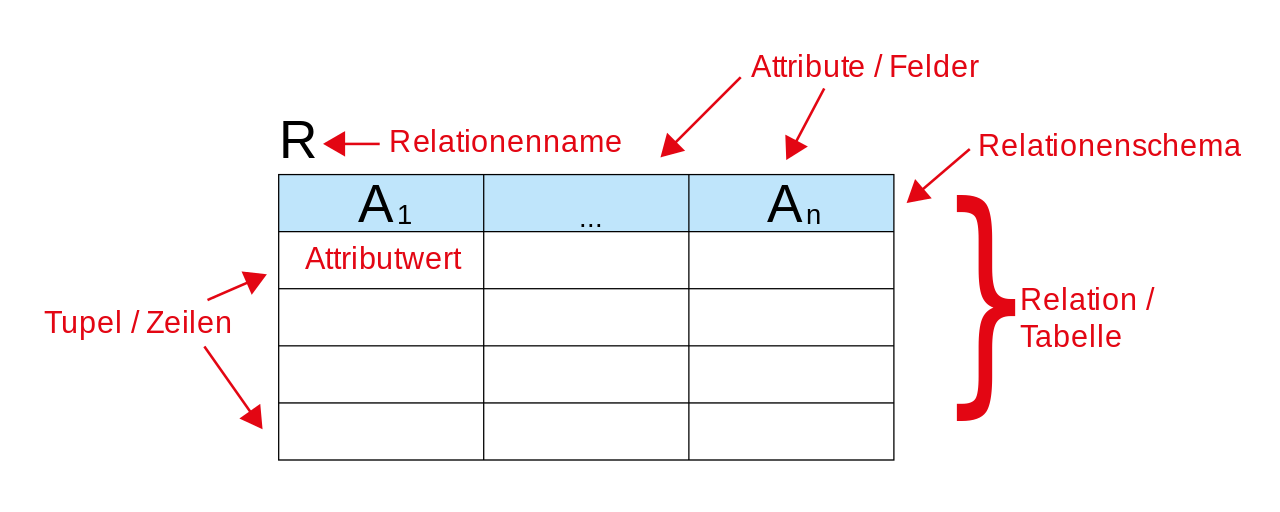 Attribute / Felder
R
Relationenname
Relationenschema
A1
...
An
Attributwert
Tupel / Zeilen
Relation /
Tabelle